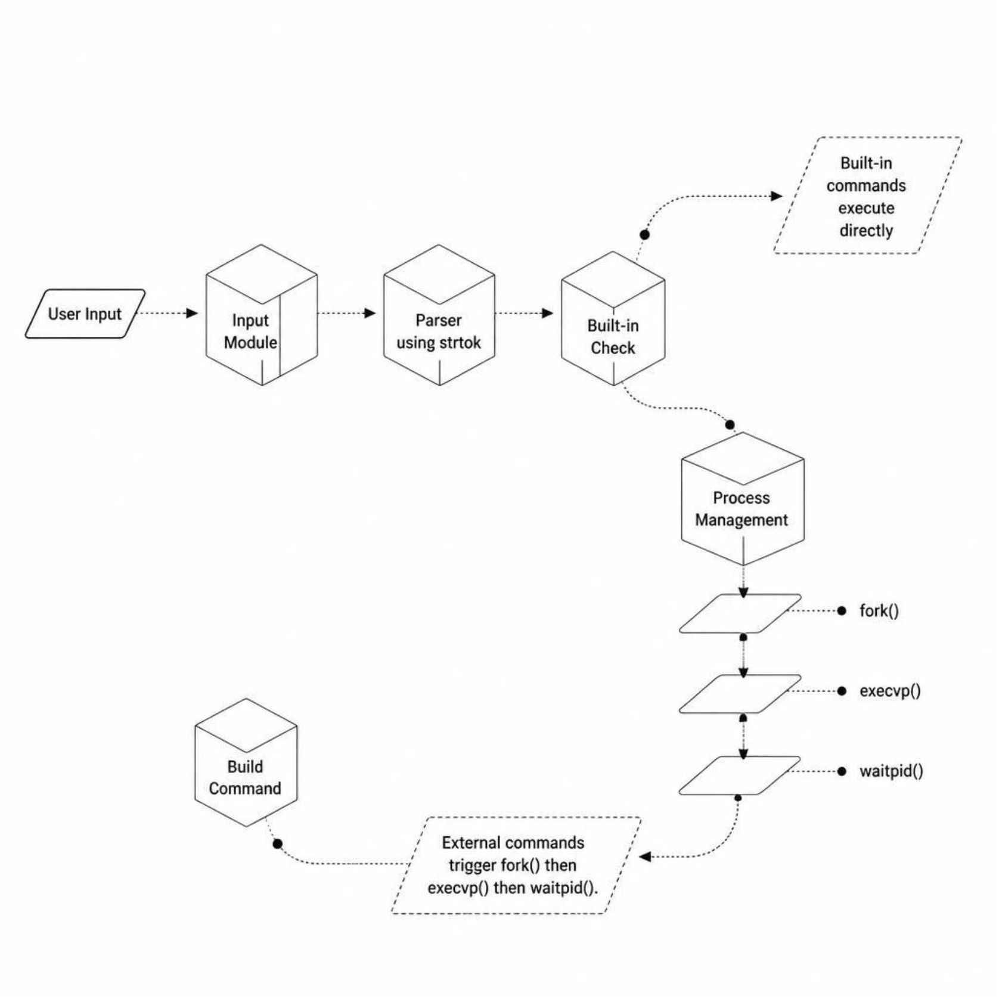 Built-in
commands
execute
directly
User Input
Input
Module
Parser
using strtok
Built-in
Check
Process
Management
fork()
execvp()
waitpid()
Build
Command
External commands
trigger fork() then
execvp() then waitpid().